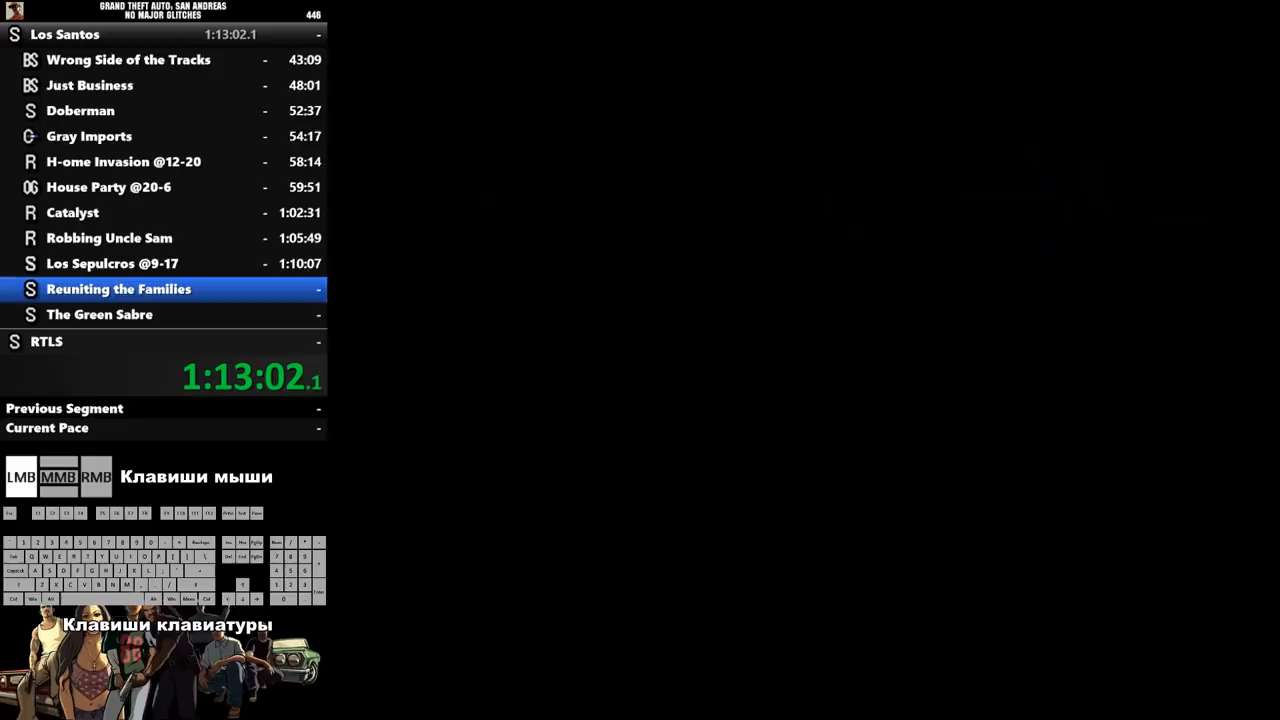 GRAND THEFT AUTO: SAN ANDREAS
NO MAJOR GLITCHES 446
Los Santos 1:13:02.1 -
Wrong Side of the Tracks - 43:09
Just Business - 48:01
Doberman - 52:37
Gray Imports - 54:17
H-ome Invasion @12-20 - 58:14
House Party @20-6 - 59:51
Catalyst - 1:02:31
Robbing Uncle Sam - 1:05:49
Los Sepulcros @9-17 - 1:10:07
Reuniting the Families -
The Green Sabre -
RTLS -
1:13:02.1
Previous Segment -
Current Pace -
LMB MMB RMB Клавиши мыши
Клавиши клавиатуры